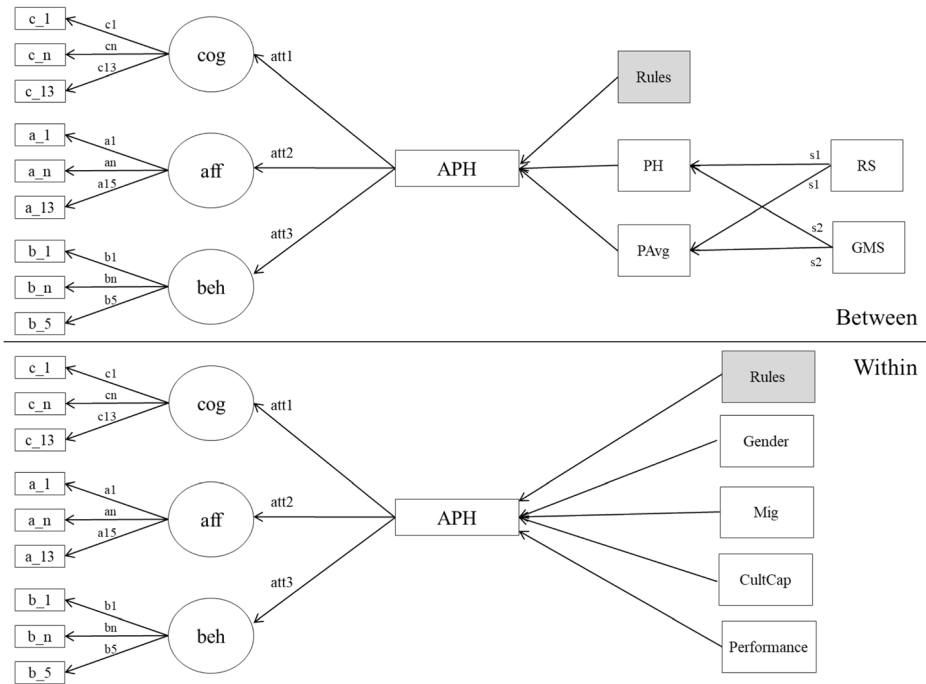 c_1
c_n
c_13
c1
cn
c13
cog
att1
a_1
a_n
a_13
a1
an
a15
aff
att2
b_1
b_n
b_5
b1
bn
b5
beh
att3
APH
Rules
PH
PAvg
s1
s1
s2
s2
RS
GMS
Between
Within
c_1
c_n
c_13
c1
cn
c13
cog
att1
a_1
a_n
a_13
a1
an
a15
aff
att2
b_1
b_n
b_5
b1
bn
b5
beh
att3
APH
Rules
Gender
Mig
CultCap
Performance